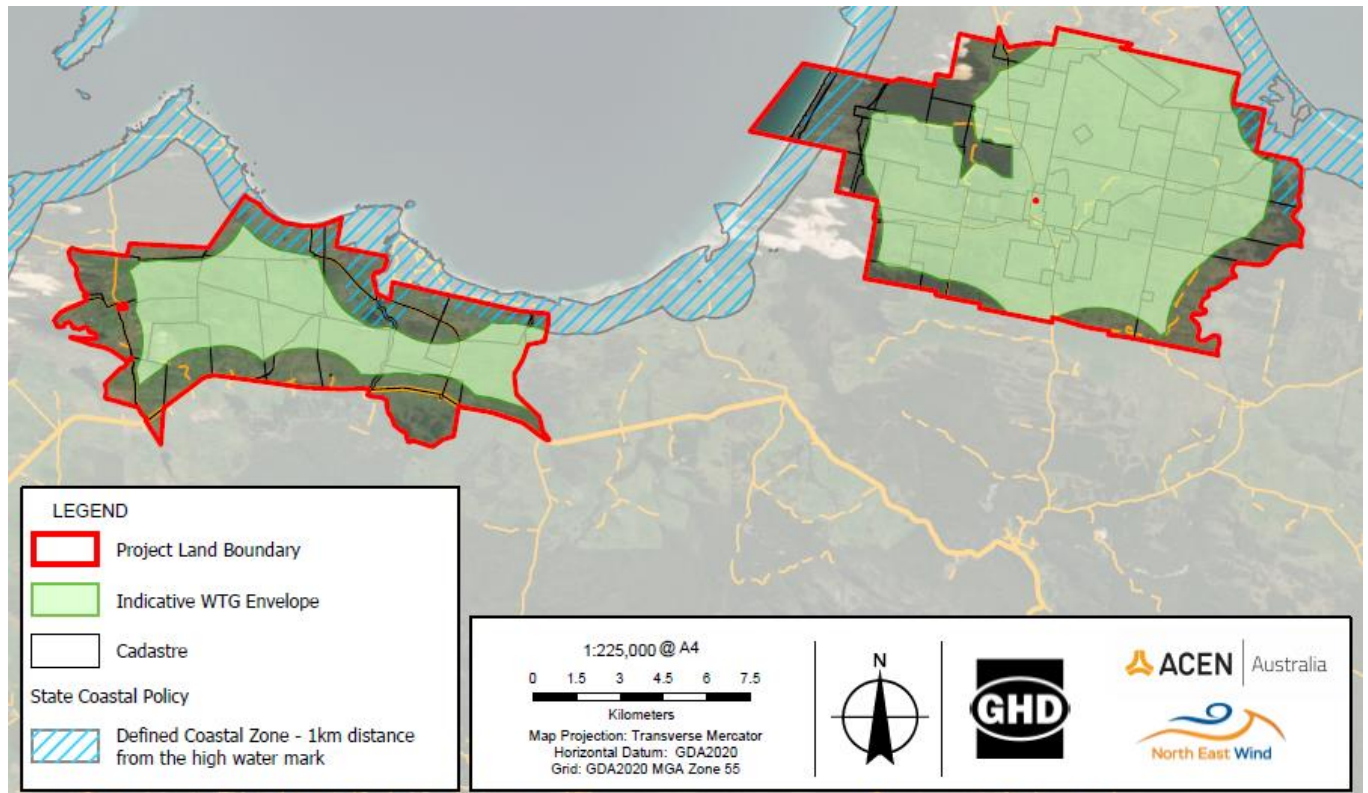 LEGEND
Project Land Boundary
Indicative WTG Envelope
Cadastre
State Coastal Policy
Defined Coastal Zone - 1km distance
from the high water mark
1:225,000 @ A4
0 1.5 3 4.5 6 7.5
Kilometers
Map Projection: Transverse Mercator
Horizontal Datum: GDA2020
Grid: GDA2020 MGA Zone 55
N
GHD
ACEN Australia
North East Wind